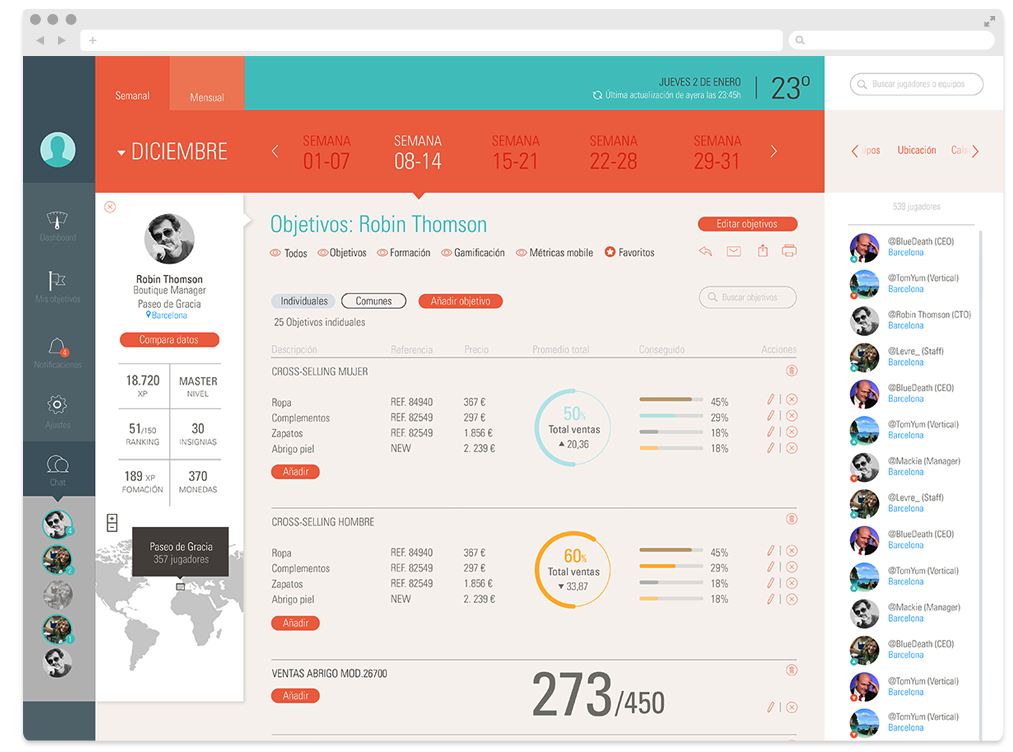 Semanal
Mensual
JUEVES 2 DE ENERO
Última actualización de ayera las 23:45h
23º
Buscar jugadores o equipos
DICIEMBRE
SEMANA
01-07
SEMANA
08-14
SEMANA
15-21
SEMANA
22-28
SEMANA
29-31
Ubicación
539 jugadores
Dashboard
Mis objetivos
4
Notificaciones
Ajustes
Chat
Robin Thomson
Boutique Manager
Paseo de Gracia
Barcelona
Compara datos
18.720
XP
MASTER
NIVEL
51/150
RANKING
30
INSIGNIAS
189 XP
FOMACIÓN
370
MONEDAS
Paseo de Gracia
357 jugadores
Objetivos: Robin Thomson
Editar objetivos
Todos
Objetivos
Formación
Gamificación
Métricas mobile
Favoritos
Individuales
Comunes
Añadir objetivo
Buscar objetivos
25 Objetivos indiduales
Descripción Referencia Precio Promedio total Conseguido Acciones
CROSS-SELLING MUJER
Ropa REF. 84940 367 € 45%
Complementos REF. 82549 297 € 29%
Zapatos REF. 82549 1.856 € 18%
Abrigo piel NEW 2. 239 € 18%
50%
Total ventas
20,36
Añadir
CROSS-SELLING HOMBRE
Ropa REF. 84940 367 € 45%
Complementos REF. 82549 297 € 29%
Zapatos REF. 82549 1.856 € 18%
Abrigo piel NEW 2. 239 € 18%
60%
Total ventas
33,87
Añadir
VENTAS ABRIGO MOD.26700
Añadir
273/450
@BlueDeath (CEO)
Barcelona
@TomYum (Vertical)
Barcelona
@Robin Thomson (CTO)
Barcelona
@Levre_ (Staff)
Barcelona
@BlueDeath (CEO)
Barcelona
@TomYum (Vertical)
Barcelona
@Mackie (Manager)
Barcelona
@Levre_ (Staff)
Barcelona
@BlueDeath (CEO)
Barcelona
@TomYum (Vertical)
Barcelona
@Mackie (Manager)
Barcelona
@BlueDeath (CEO)
Barcelona
@TomYum (Vertical)
Barcelona
@TomYum (Vertical)
Barcelona